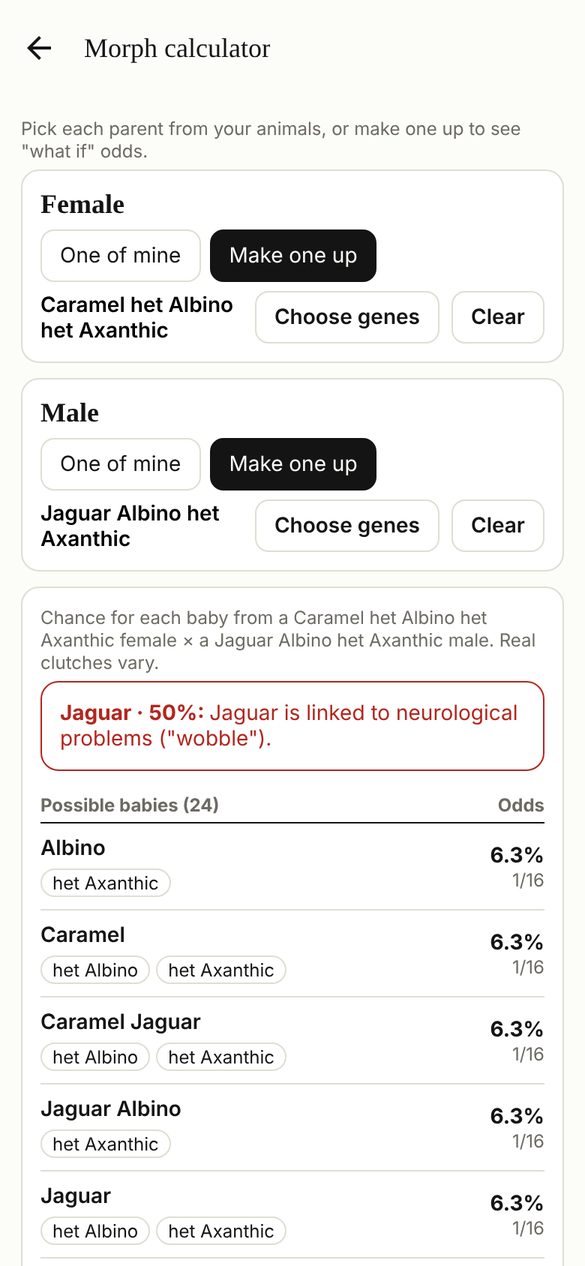 Morph calculator
Pick each parent from your animals, or make one up to see
"what if" odds.
Female
One of mine
Make one up
Caramel het Albino
het Axanthic
Choose genes
Clear
Male
One of mine
Make one up
Jaguar Albino het
Axanthic
Choose genes
Clear
Chance for each baby from a Caramel het Albino het
Axanthic female × a Jaguar Albino het Axanthic male. Real
clutches vary.
Jaguar · 50%: Jaguar is linked to neurological
problems ("wobble").
Possible babies (24) Odds
Albino 6.3%
het Axanthic 1/16
Caramel 6.3%
het Albino het Axanthic 1/16
Caramel Jaguar 6.3%
het Albino het Axanthic 1/16
Jaguar Albino 6.3%
het Axanthic 1/16
Jaguar 6.3%
het Albino het Axanthic 1/16